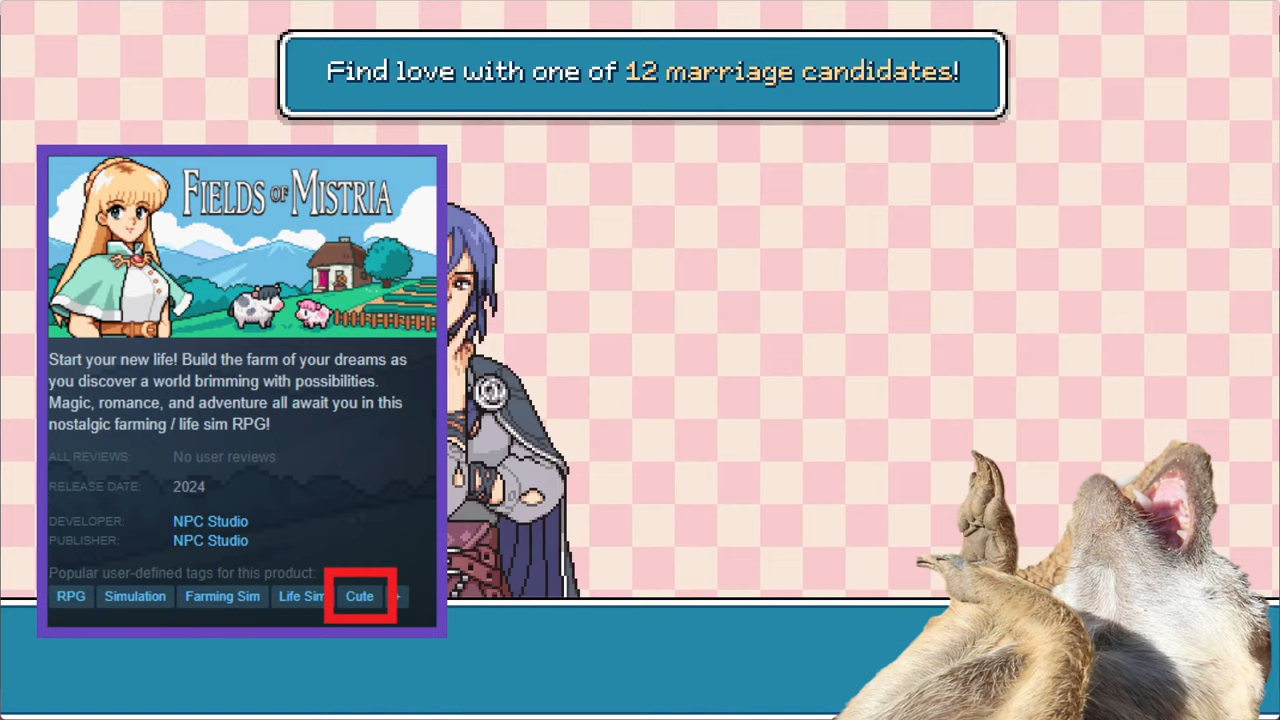 Find love with one of 12 marriage candidates!
FIELDS OF MISTRIA
Start your new life! Build the farm of your dreams as
you discover a world brimming with possibilities.
Magic, romance, and adventure all await you in this
nostalgic farming / life sim RPG!
ALL REVIEWS: No user reviews
RELEASE DATE: 2024
DEVELOPER: NPC Studio
PUBLISHER: NPC Studio
Popular user-defined tags for this product:
RPG Simulation Farming Sim Life Sim Cute +